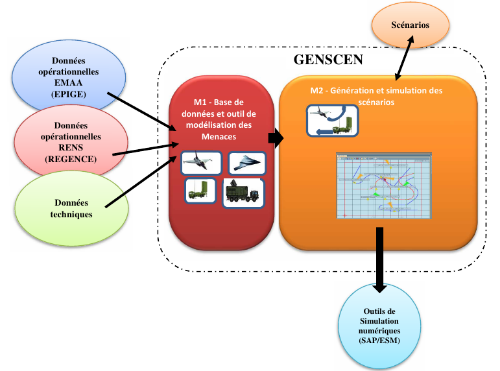 Scénarios
GENSCEN
Données
opérationnelles
EMAA
(EPIGE)
Données
opérationnelles
RENS
(REGENCE)
Données
techniques
M1 - Base de
données et outil de
modélisation des
Menaces
M2 - Génération et simulation des
scénarios
Outils de
Simulation
numériques
(SAP/ESM)